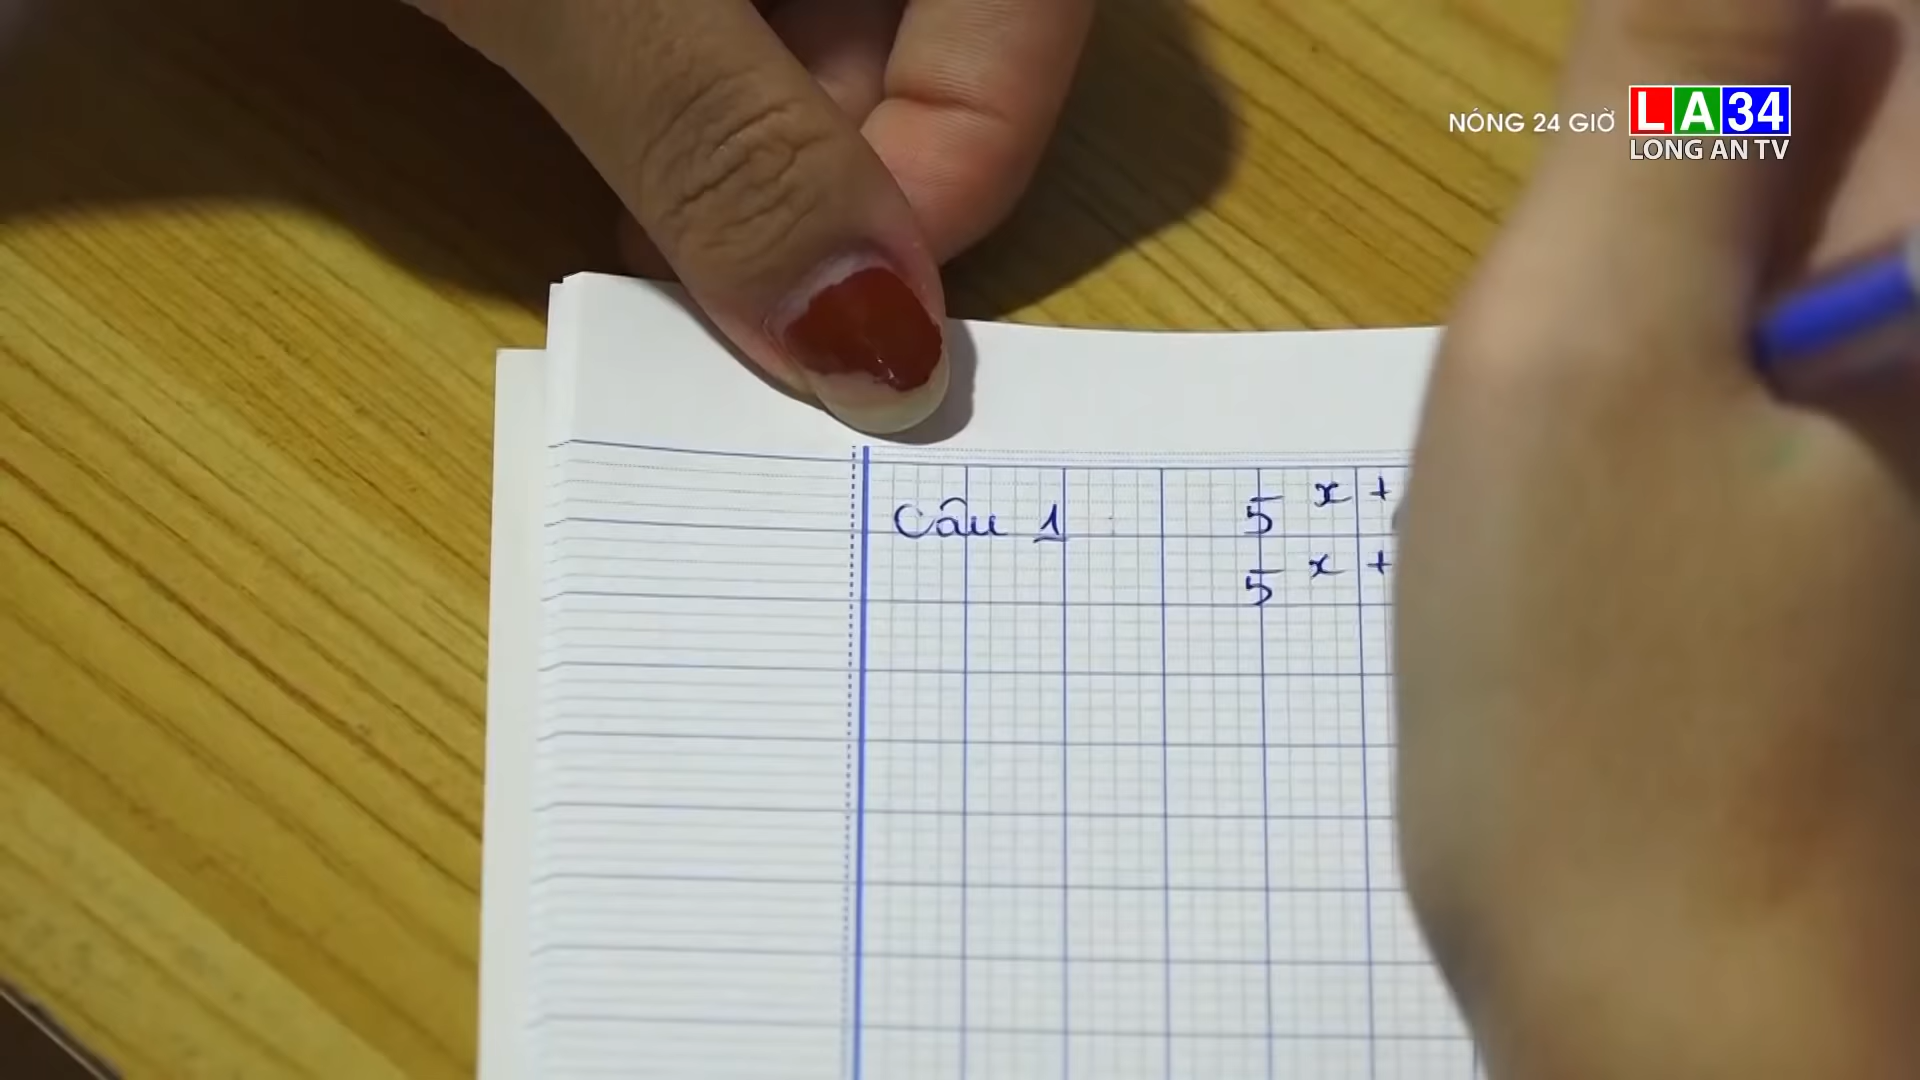 NÓNG 24 GIỜ LA34
LONG AN TV
Câu 1 : 5 x +
5 x +